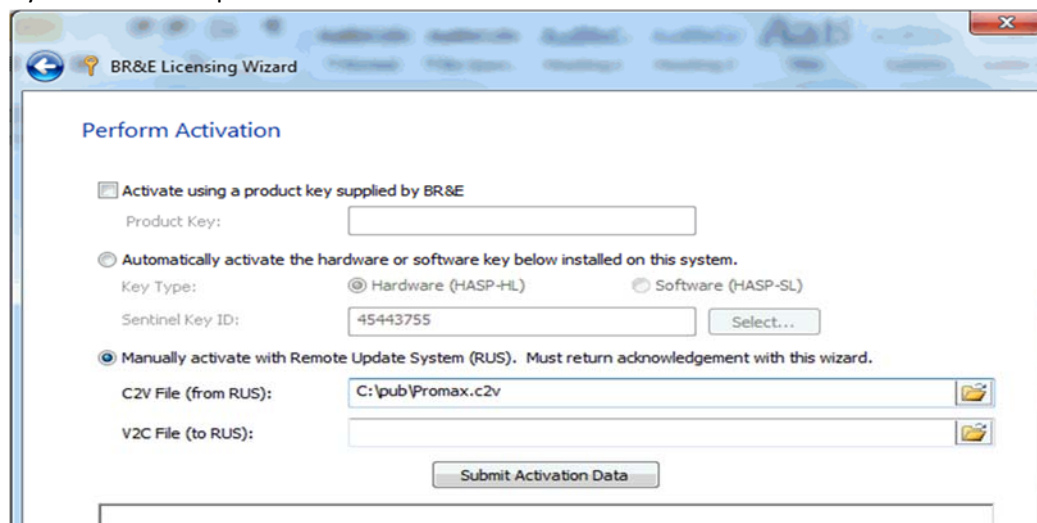 BR&E Licensing Wizard
Perform Activation
Activate using a product key supplied by BR&E
Product Key:
Automatically activate the hardware or software key below installed on this system.
Key Type: Hardware (HASP-HL) Software (HASP-SL)
Sentinel Key ID: 45443755 Select...
Manually activate with Remote Update System (RUS). Must return acknowledgement with this wizard.
C2V File (from RUS): C:\pub\Promax.c2v
V2C File (to RUS):
Submit Activation Data